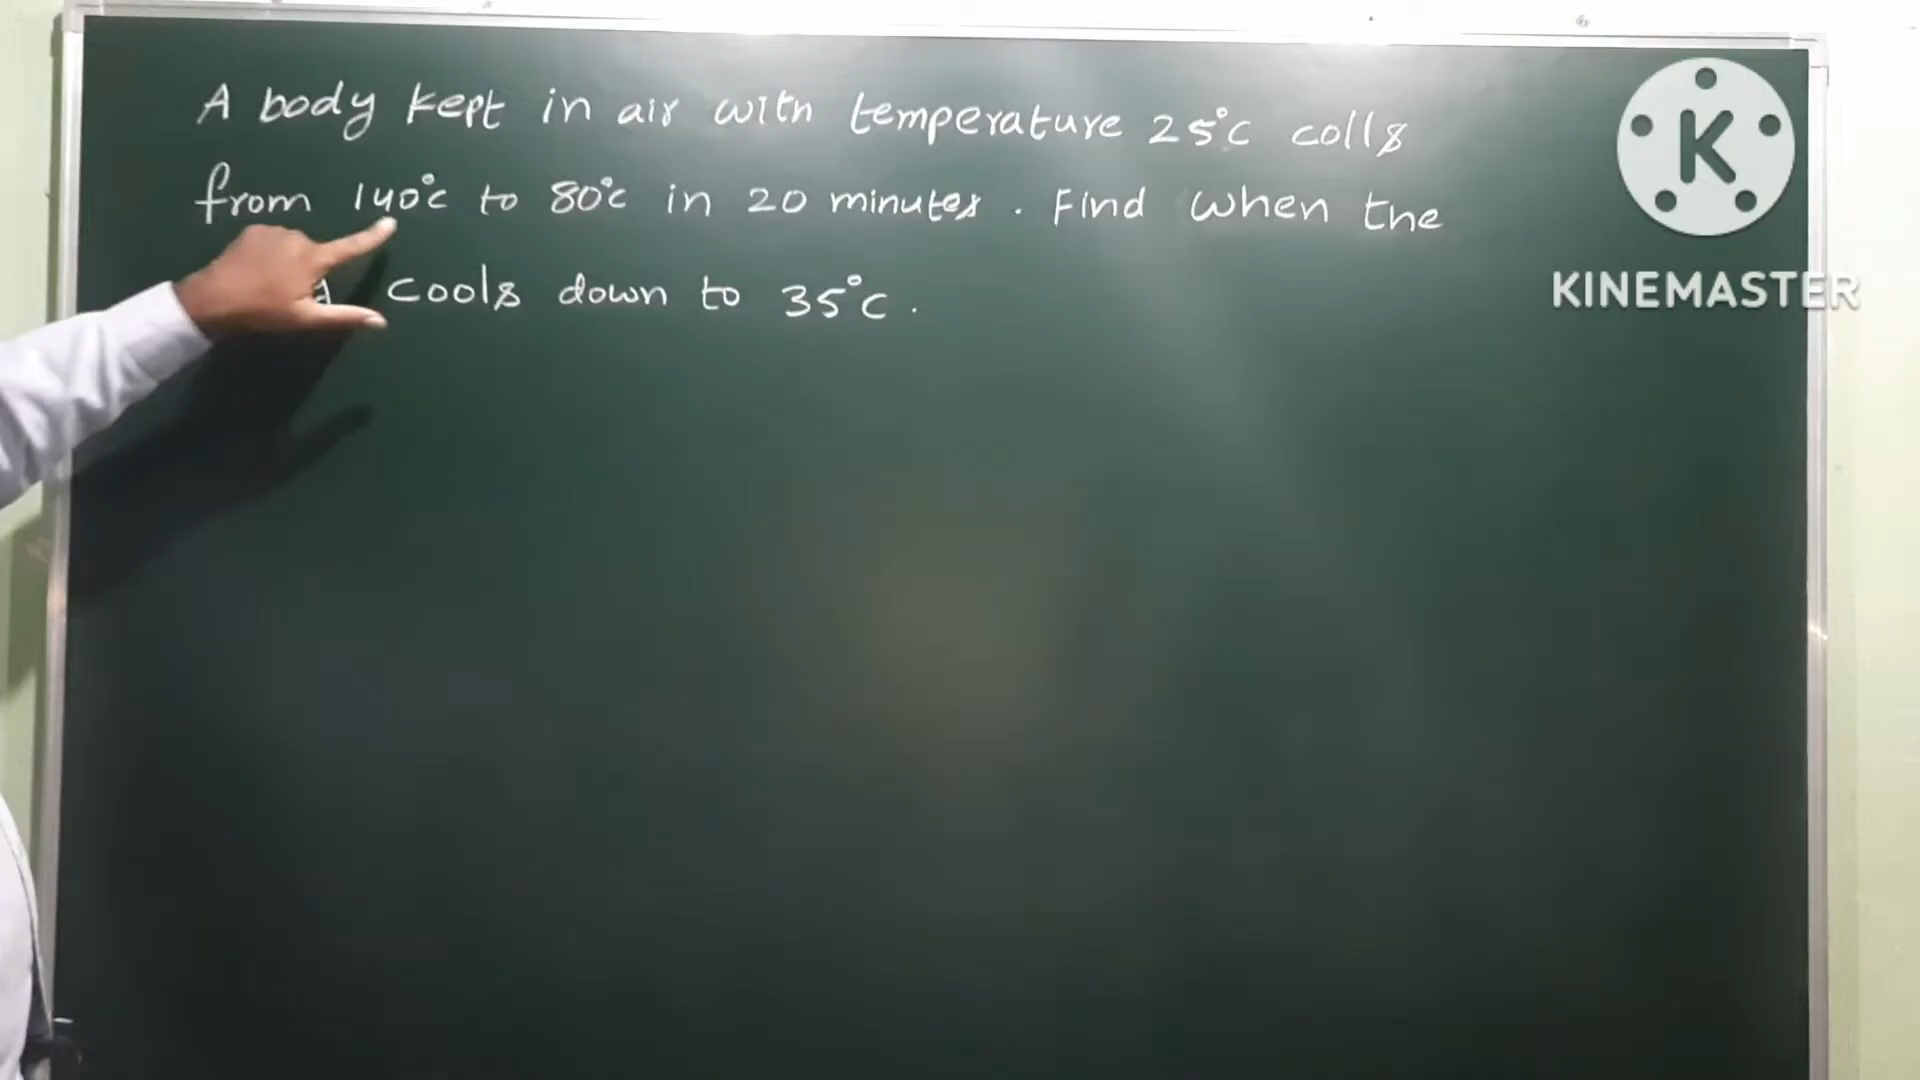 A body kept in air with temperature 25°C colls
from 140°C to 80°C in 20 minutes. Find when the
cools down to 35°C.
K
KINEMASTER